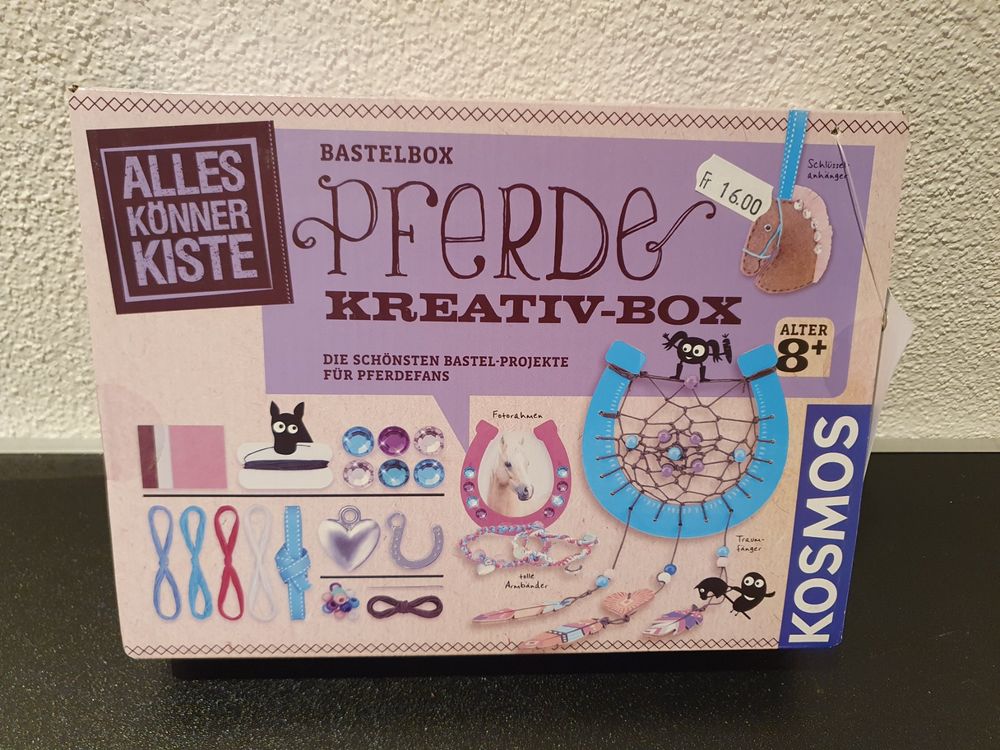 ALLES
KÖNNER
KISTE
BASTELBOX
PFERDE
KREATIV-BOX
DIE SCHÖNSTEN BASTEL-PROJEKTE
FÜR PFERDEFANS
Fr 16.00
Schlüssel-
anhänger
ALTER
8+
Fotorahmen
tolle
Armbänder
Traum-
fänger
KOSMOS